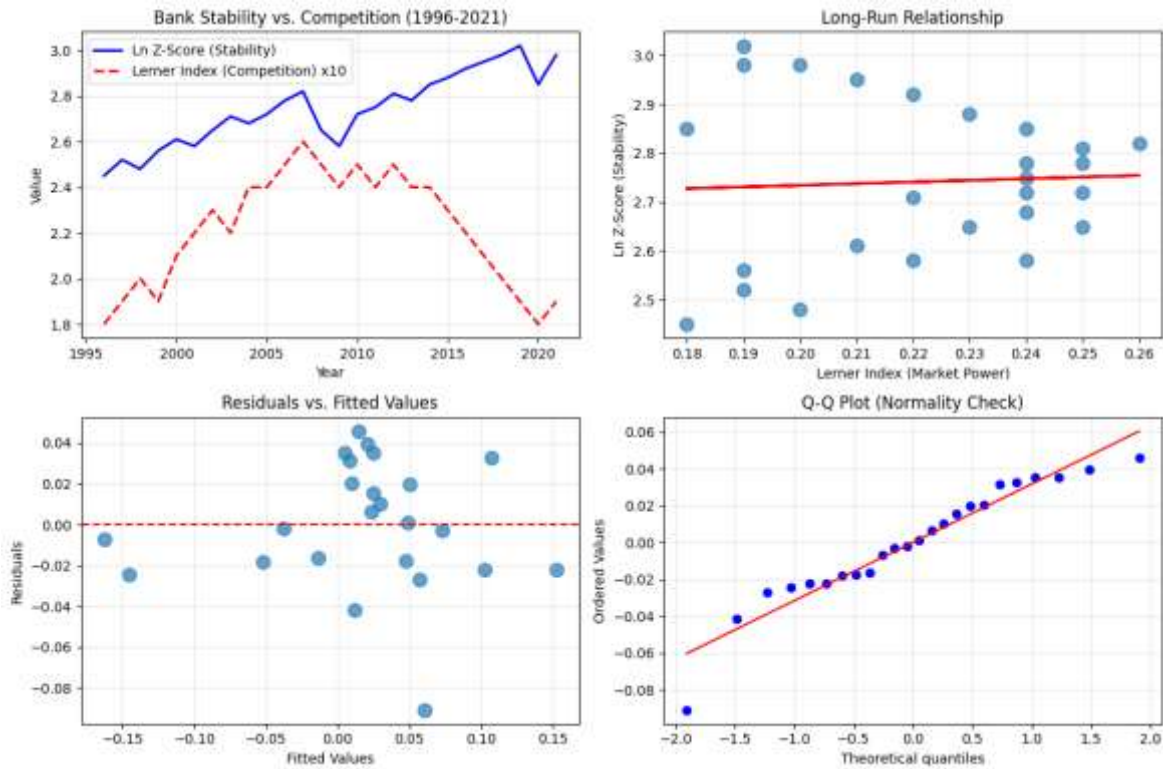 Bank Stability vs. Competition (1996-2021)
Value
3.0
2.8
2.6
2.4
2.2
2.0
1.8
Ln Z-Score (Stability)
Lerner Index (Competition) x10
1995 2000 2005 2010 2015 2020
Year
Long-Run Relationship
Ln Z-Score (Stability)
3.0
2.9
2.8
2.7
2.6
2.5
0.18 0.19 0.20 0.21 0.22 0.23 0.24 0.25 0.26
Lerner Index (Market Power)
Residuals vs. Fitted Values
Residuals
0.04
0.02
0.00
−0.02
−0.04
−0.06
−0.08
−0.15 −0.10 −0.05 0.00 0.05 0.10 0.15
Fitted Values
Q-Q Plot (Normality Check)
Ordered Values
0.06
0.04
0.02
0.00
−0.02
−0.04
−0.06
−0.08
−2.0 −1.5 −1.0 −0.5 0.0 0.5 1.0 1.5 2.0
Theoretical quantiles